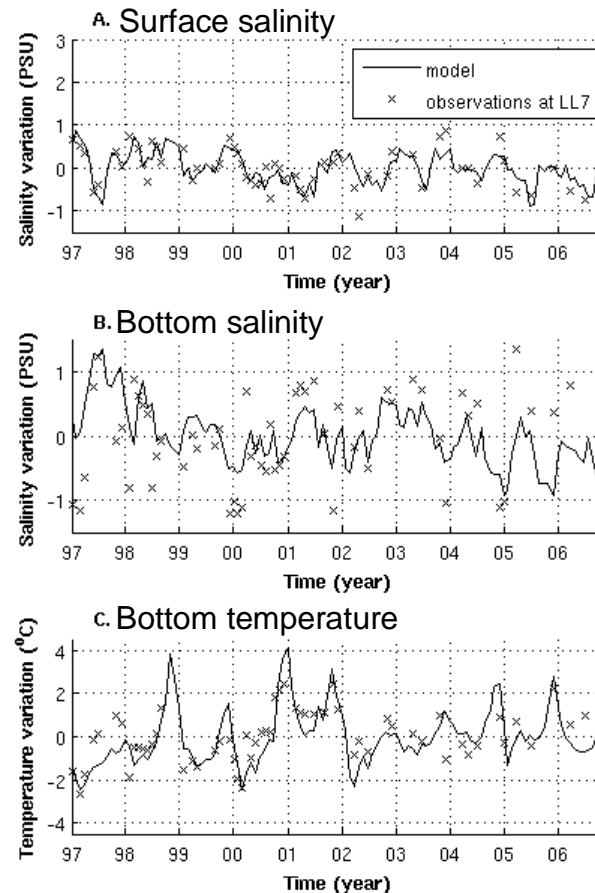 A. Surface salinity
Salinity variation (PSU)
3
2
1
0
-1
model
observations at LL7
97 98 99 00 01 02 03 04 05 06
Time (year)
B. Bottom salinity
Salinity variation (PSU)
1
0
-1
97 98 99 00 01 02 03 04 05 06
Time (year)
C. Bottom temperature
Temperature variation (⁰C)
4
2
0
-2
-4
97 98 99 00 01 02 03 04 05 06
Time (year)